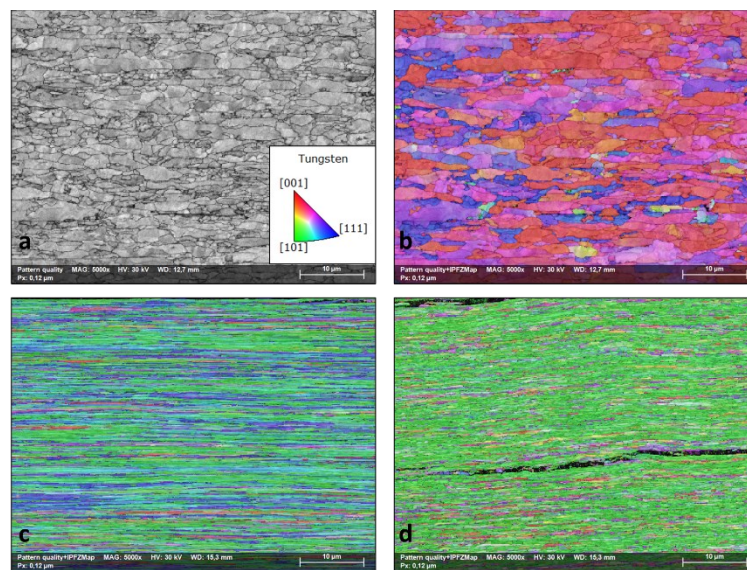 Tungsten
[001]
[111]
[101]
a
Pattern quality MAG: 5000x HV: 30 kV WD: 12,7 mm
Px: 0,12 µm
10 µm
b
Pattern quality+IPFZMap MAG: 5000x HV: 30 kV WD: 12,7 mm
Px: 0,12 µm
10 µm
c
Pattern quality+IPFZMap MAG: 5000x HV: 30 kV WD: 15,3 mm
Px: 0,12 µm
10 µm
d
Pattern quality+IPFZMap MAG: 5000x HV: 30 kV WD: 15,3 mm
Px: 0,12 µm
10 µm